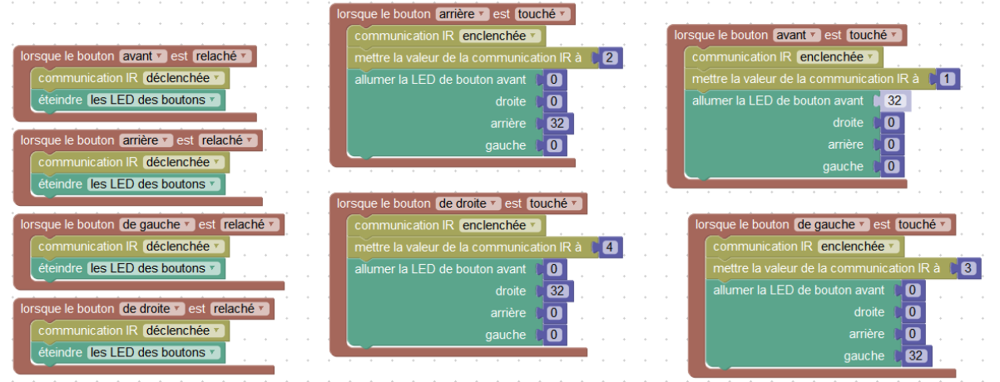 lorsque le bouton avant est relaché
communication IR déclenchée
éteindre les LED des boutons
lorsque le bouton arrière est relaché
communication IR déclenchée
éteindre les LED des boutons
lorsque le bouton de gauche est relaché
communication IR déclenchée
éteindre les LED des boutons
lorsque le bouton de droite est relaché
communication IR déclenchée
éteindre les LED des boutons
lorsque le bouton arrière est touché
communication IR enclenchée
mettre la valeur de la communication IR à 2
allumer la LED de bouton avant 0
droite 0
arrière 32
gauche 0
lorsque le bouton de droite est touché
communication IR enclenchée
mettre la valeur de la communication IR à 4
allumer la LED de bouton avant 0
droite 32
arrière 0
gauche 0
lorsque le bouton avant est touché
communication IR enclenchée
mettre la valeur de la communication IR à 1
allumer la LED de bouton avant 32
droite 0
arrière 0
gauche 0
lorsque le bouton de gauche est touché
communication IR enclenchée
mettre la valeur de la communication IR à 3
allumer la LED de bouton avant 0
droite 0
arrière 0
gauche 32